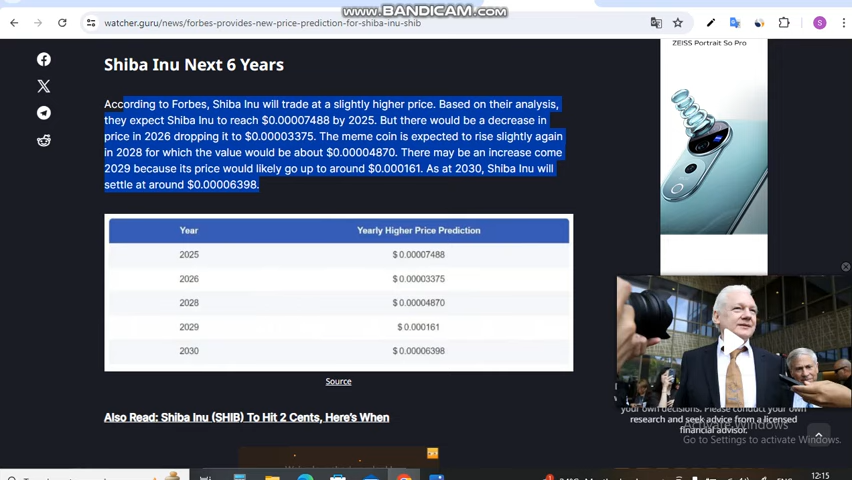 www.BANDICAM.com
watcher.guru/news/forbes-provides-new-price-prediction-for-shiba-inu-shib
S
ZEISS Portrait So Pro
Shiba Inu Next 6 Years
According to Forbes, Shiba Inu will trade at a slightly higher price. Based on their analysis,
they expect Shiba Inu to reach $0.00007488 by 2025. But there would be a decrease in
price in 2026 dropping it to $0.00003375. The meme coin is expected to rise slightly again
in 2028 for which the value would be about $0.00004870. There may be an increase come
2029 because its price would likely go up to around $0.000161. As at 2030, Shiba Inu will
settle at around $0.00006398.
Year Yearly Higher Price Prediction
2025 $ 0.00007488
2026 $ 0.00003375
2028 $ 0.00004870
2029 $ 0.000161
2030 $ 0.00006398
Source
Also Read: Shiba Inu (SHIB) To Hit 2 Cents, Here's When
your own decisions. Please conduct your own
research and seek advice from a licensed
financial advisor.
Activate Windows
Go to Settings to activate Windows.
ENG
12:15